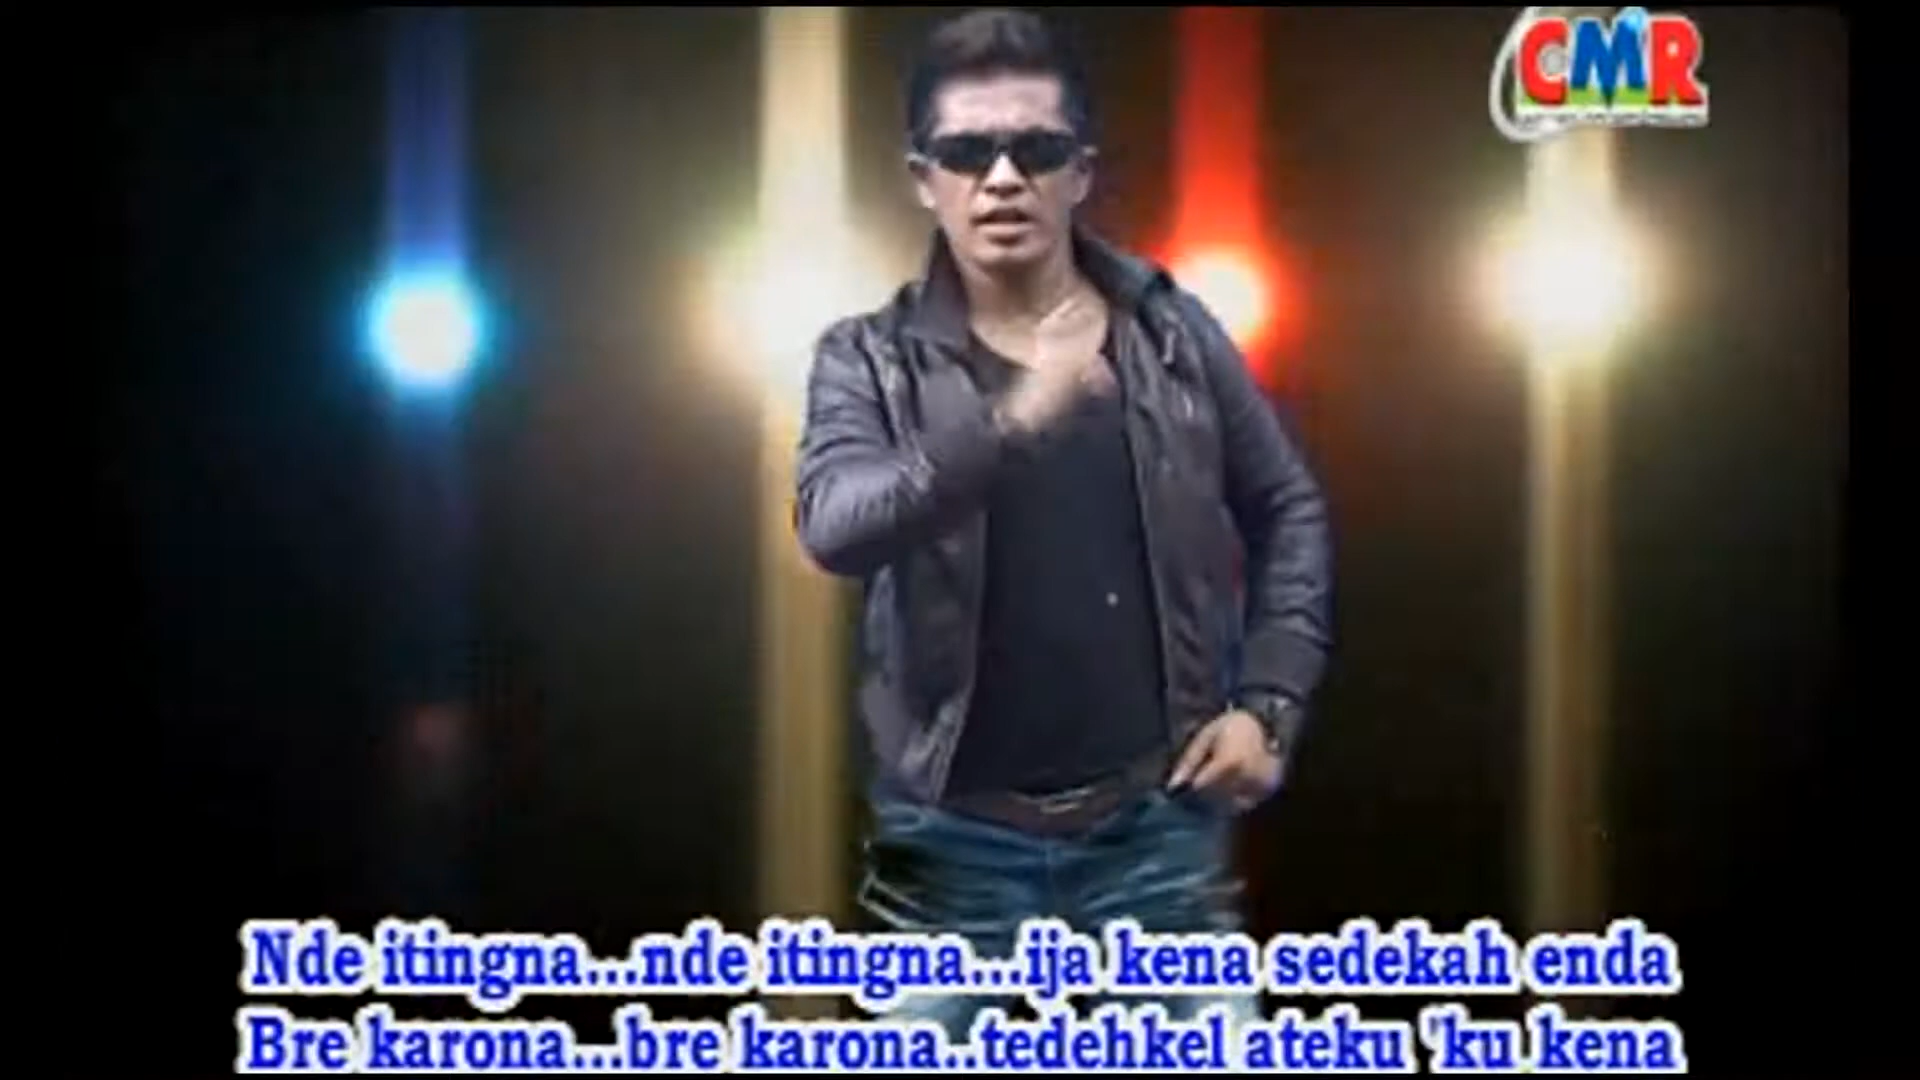 CMR
Nde itingna...nde itingna...ija kena sedekah enda
Bre karona...bre karona..tedehkel ateku 'ku kena